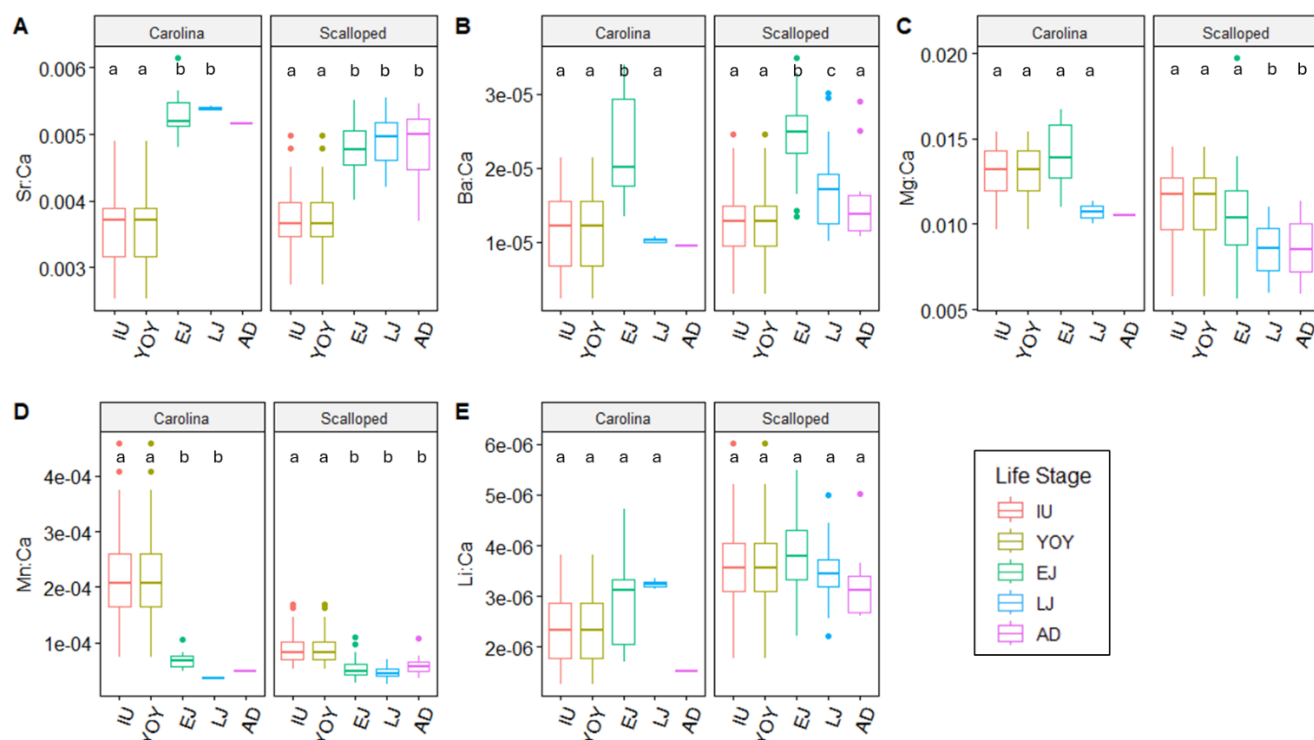 A
Carolina
Scalloped
Sr:Ca
0.006
0.005
0.004
0.003
a a b b
a a b b b
IU YOY EJ LJ AD
IU YOY EJ LJ AD
B
Carolina
Scalloped
Ba:Ca
3e-05
2e-05
1e-05
a a b a
a a b c a
IU YOY EJ LJ AD
IU YOY EJ LJ AD
C
Carolina
Scalloped
Mg:Ca
0.020
0.015
0.010
0.005
a a a a
a a a b b
IU YOY EJ LJ AD
IU YOY EJ LJ AD
D
Carolina
Scalloped
Mn:Ca
4e-04
3e-04
2e-04
1e-04
a a b b
a a b b b
IU YOY EJ LJ AD
IU YOY EJ LJ AD
E
Carolina
Scalloped
Li:Ca
6e-06
5e-06
4e-06
3e-06
2e-06
a a a a
a a a a a
IU YOY EJ LJ AD
IU YOY EJ LJ AD
Life Stage
IU
YOY
EJ
LJ
AD